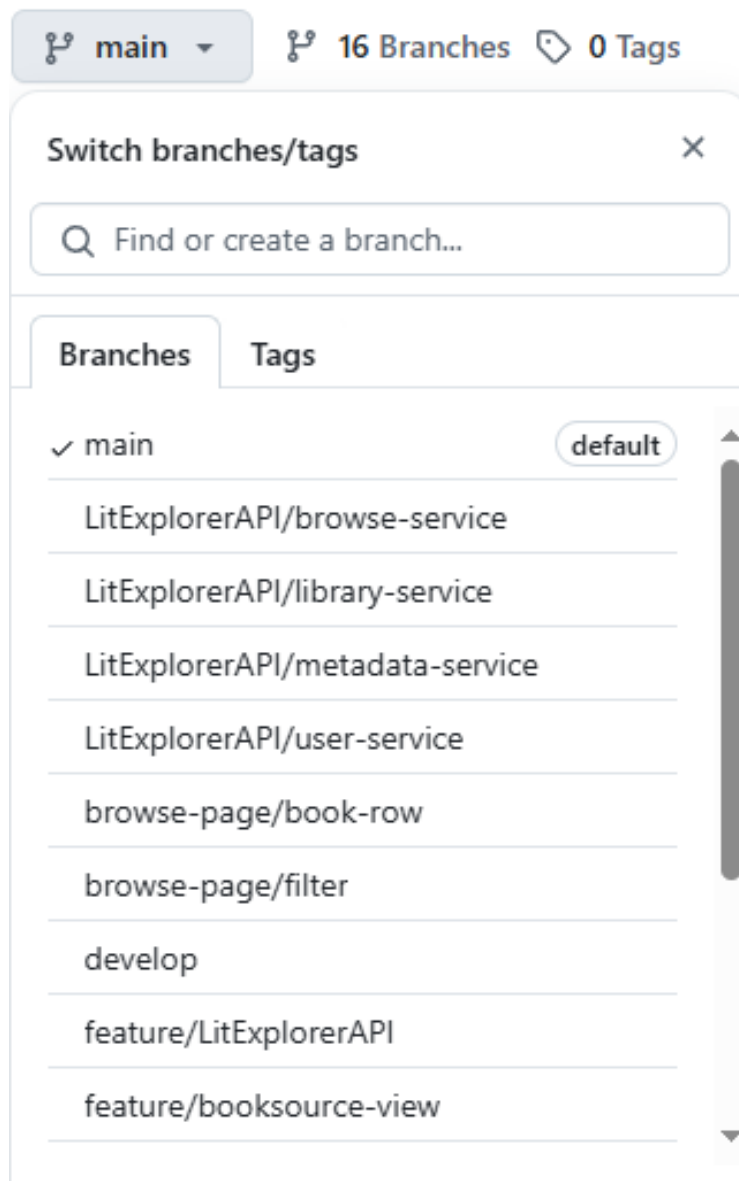 main 16 Branches 0 Tags
Switch branches/tags
Find or create a branch...
Branches Tags
main default
LitExplorerAPI/browse-service
LitExplorerAPI/library-service
LitExplorerAPI/metadata-service
LitExplorerAPI/user-service
browse-page/book-row
browse-page/filter
develop
feature/LitExplorerAPI
feature/booksource-view